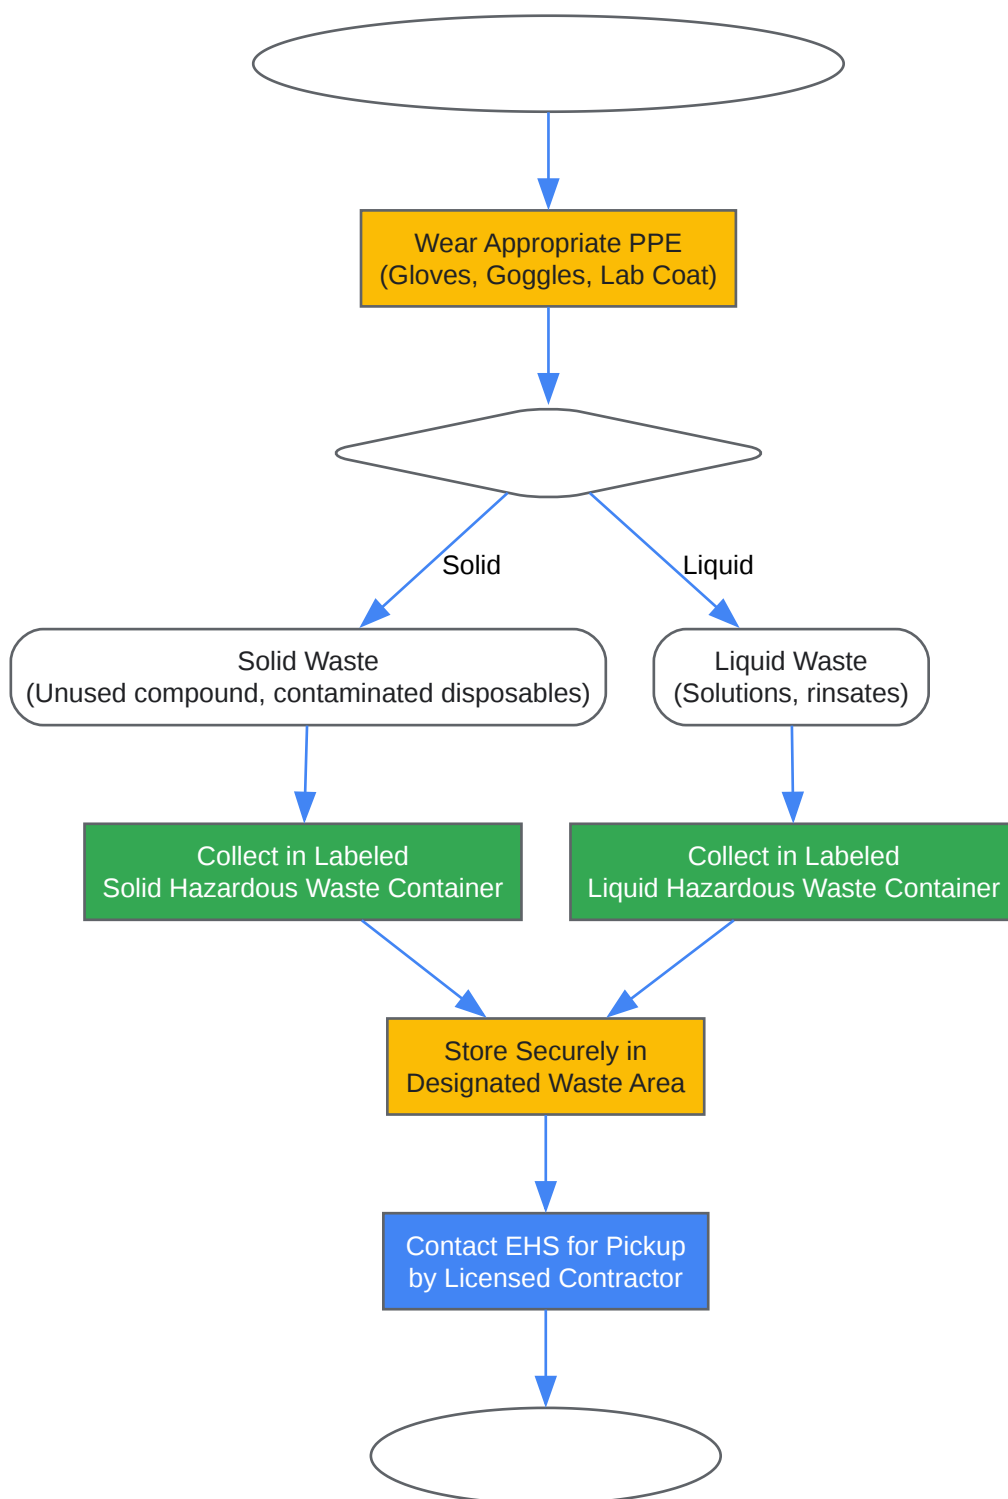 Wear Appropriate PPE
(Gloves, Goggles, Lab Coat)
Solid
Liquid
Solid Waste
(Unused compound, contaminated disposables)
Liquid Waste
(Solutions, rinsates)
Collect in Labeled
Solid Hazardous Waste Container
Collect in Labeled
Liquid Hazardous Waste Container
Store Securely in
Designated Waste Area
Contact EHS for Pickup
by Licensed Contractor